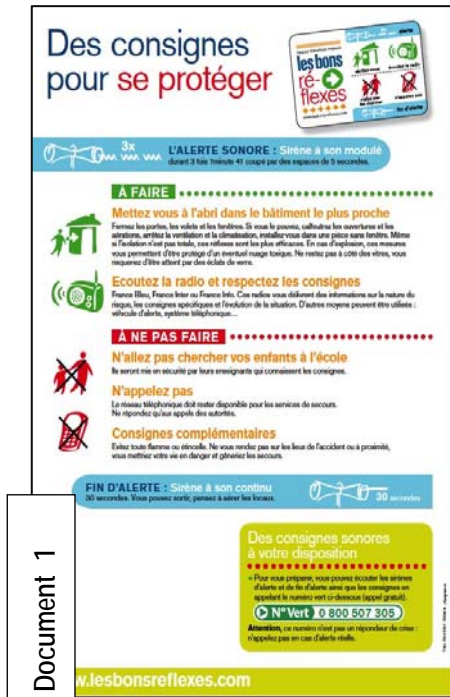 Des consignes
pour se protéger
les bons
ré-
flexes
alerte
fin d'alerte
3x
L'ALERTE SONORE : Sirène à son modulé
durant 3 fois 1minute 41 coupé par des espaces de 5 secondes.
À FAIRE
Mettez vous à l'abri dans le bâtiment le plus proche
Fermez les portes, les volets et les fenêtres. Si vous le pouvez, calfeutrez les ouvertures et les
aérations, arrêtez la ventilation et la climatisation, installez-vous dans une pièce sans fenêtre. Même
si l'isolation n'est pas totale, ces réflexes sont les plus efficaces. En cas d'explosion, ces mesures
vous permettent d'être protégé d'un éventuel nuage toxique. Ne restez pas à côté des vitres, vous
risquerez d'être atteint par des éclats de verre.
Ecoutez la radio et respectez les consignes
France Bleu, France Inter ou France Info. Ces radios vous délivrent des informations sur la nature du
risque, les consignes spécifiques et l'évolution de la situation. D'autres moyens peuvent être utilisés :
véhicule d'alerte, système téléphonique...
À NE PAS FAIRE
N'allez pas chercher vos enfants à l'école
Ils seront mis en sécurité par leurs enseignants qui connaissent les consignes.
N'appelez pas
Le réseau téléphonique doit rester disponible pour les services de secours.
Ne répondez qu'aux appels des autorités.
Consignes complémentaires
Evitez toute flamme ou étincelle. Ne vous rendez pas sur les lieux de l'accident ou à proximité,
vous mettriez votre vie en danger et gêneriez les secours.
FIN D'ALERTE : Sirène à son continu
30 secondes. Vous pouvez sortir, pensez à aérer les locaux.
30 secondes
Des consignes sonores
à votre disposition
Pour vous préparer, vous pouvez écouter les sirènes
d'alerte et de fin d'alerte ainsi que les consignes en
appelant le numéro vert ci-dessous (appel gratuit).
N° Vert 0 800 507 305
Attention, ce numéro n'est pas un répondeur de crise :
n'appelez pas en cas d'alerte réelle.
w.lesbonsreflexes.com
Document 1